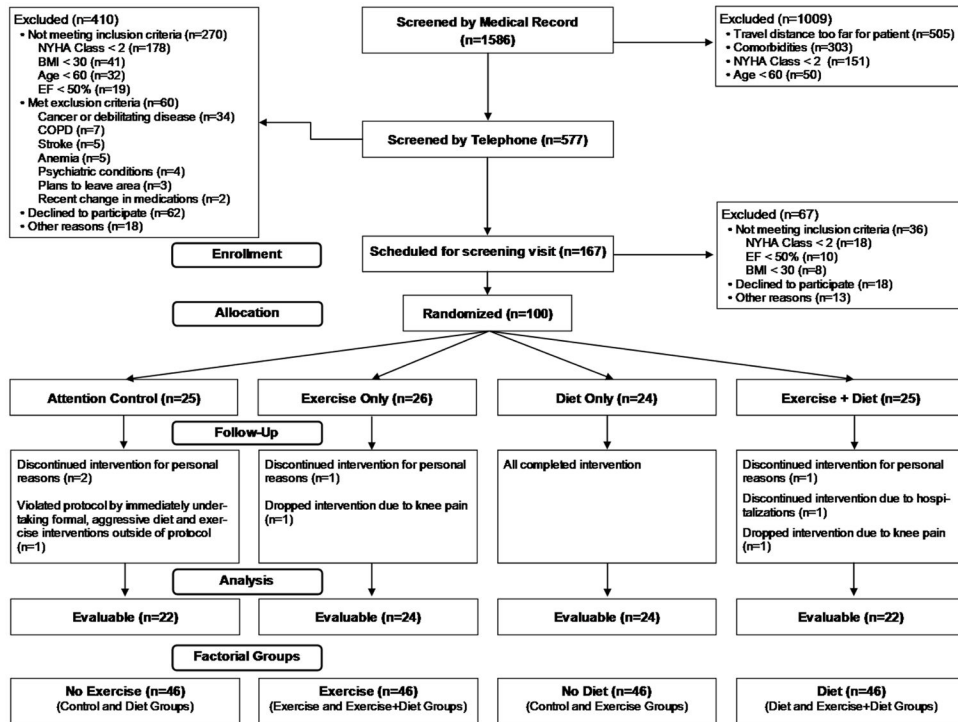 Excluded (n=410)
• Not meeting inclusion criteria (n=270)
NYHA Class < 2 (n=178)
BMI < 30 (n=41)
Age < 60 (n=32)
EF < 50% (n=19)
• Met exclusion criteria (n=60)
Cancer or debilitating disease (n=34)
COPD (n=7)
Stroke (n=5)
Anemia (n=5)
Psychiatric conditions (n=4)
Plans to leave area (n=3)
Recent change in medications (n=2)
• Declined to participate (n=62)
• Other reasons (n=18)
Screened by Medical Record
(n=1586)
Excluded (n=1009)
• Travel distance too far for patient (n=505)
• Comorbidities (n=303)
• NYHA Class < 2 (n=151)
• Age < 60 (n=50)
Screened by Telephone (n=577)
Excluded (n=67)
• Not meeting inclusion criteria (n=36)
NYHA Class < 2 (n=18)
EF < 50% (n=10)
BMI < 30 (n=8)
• Declined to participate (n=18)
• Other reasons (n=13)
Enrollment
Scheduled for screening visit (n=167)
Allocation
Randomized (n=100)
Attention Control (n=25)
Exercise Only (n=26)
Diet Only (n=24)
Exercise + Diet (n=25)
Follow-Up
Discontinued intervention for personal
reasons (n=2)
Violated protocol by immediately under-
taking formal, aggressive diet and exer-
cise interventions outside of protocol
(n=1)
Discontinued intervention for personal
reasons (n=1)
Dropped intervention due to knee pain
(n=1)
All completed intervention
Discontinued intervention for personal
reasons (n=1)
Discontinued intervention due to hospi-
talizations (n=1)
Dropped intervention due to knee pain
(n=1)
Analysis
Evaluable (n=22)
Evaluable (n=24)
Evaluable (n=24)
Evaluable (n=22)
Factorial Groups
No Exercise (n=46)
(Control and Diet Groups)
Exercise (n=46)
(Exercise and Exercise+Diet Groups)
No Diet (n=46)
(Control and Exercise Groups)
Diet (n=46)
(Diet and Exercise+Diet Groups)